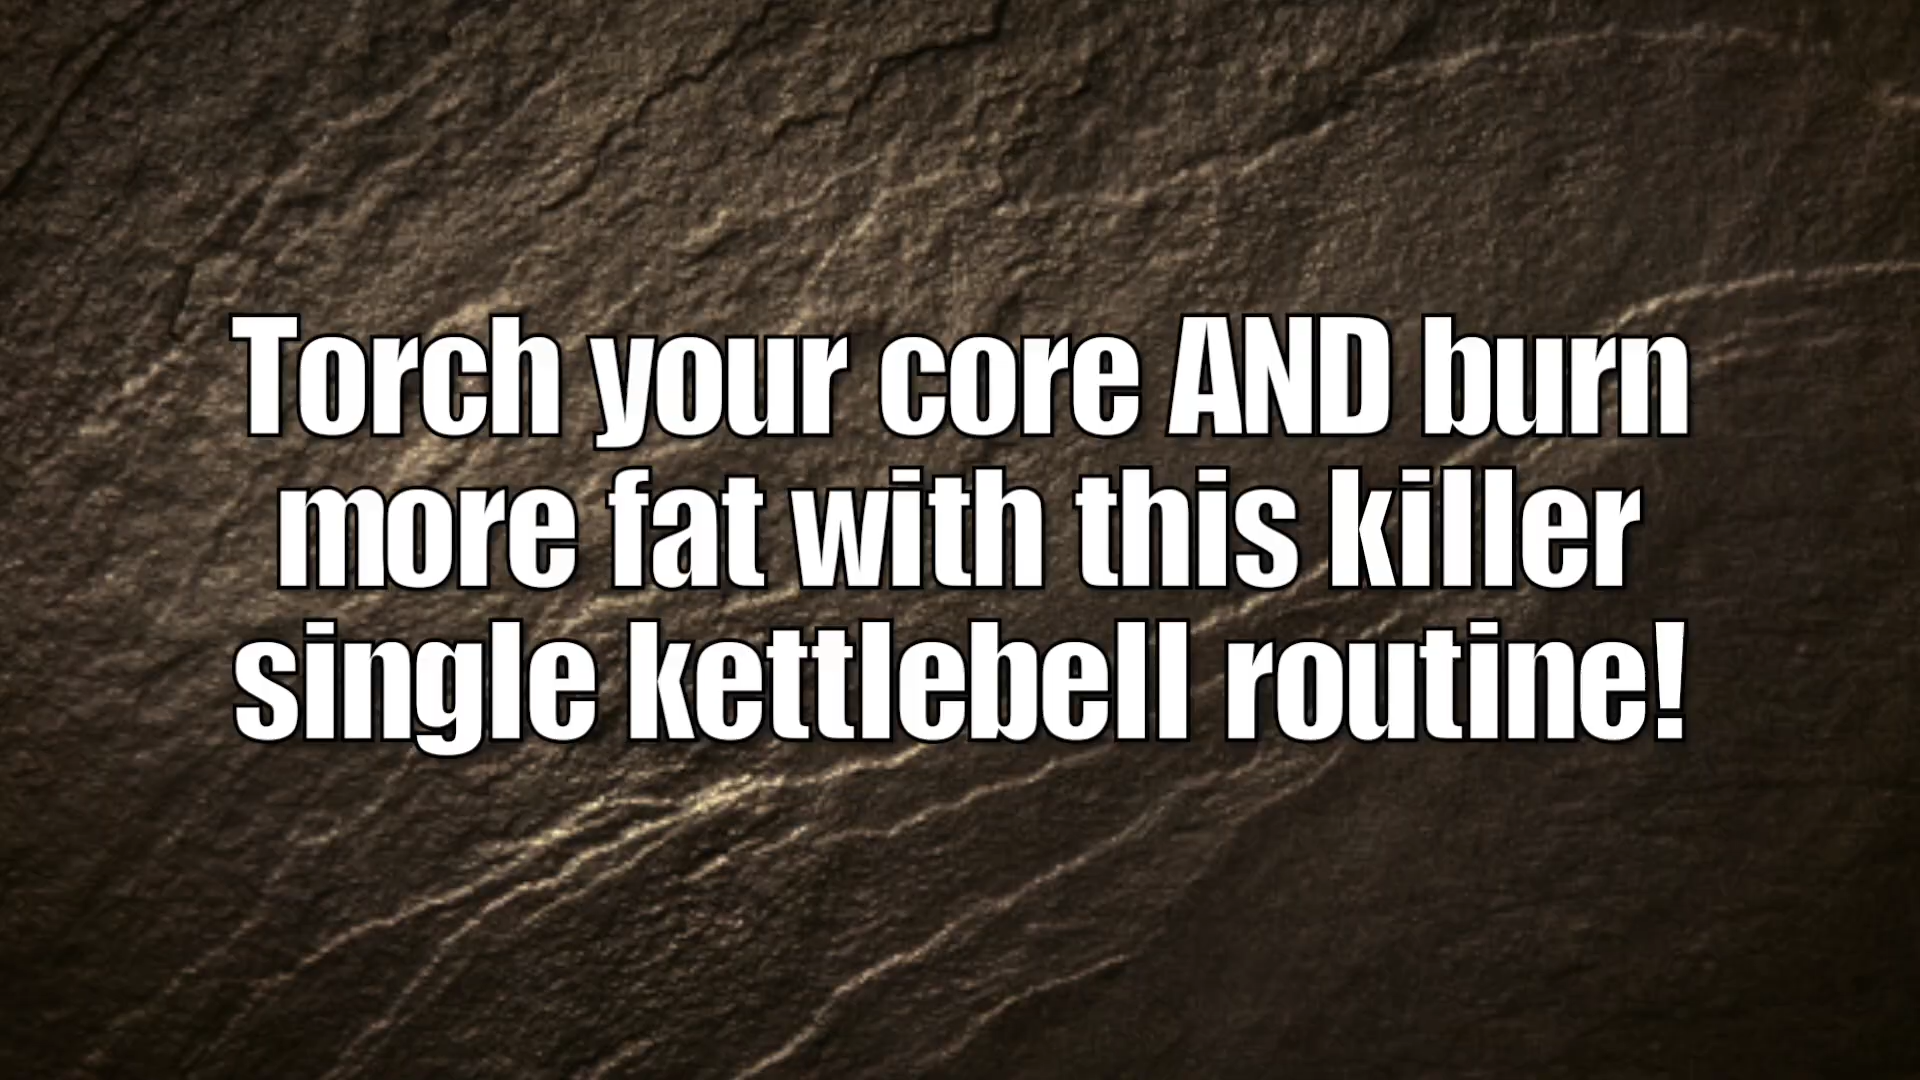 Torch your core AND burn
more fat with this killer
single kettlebell routine!